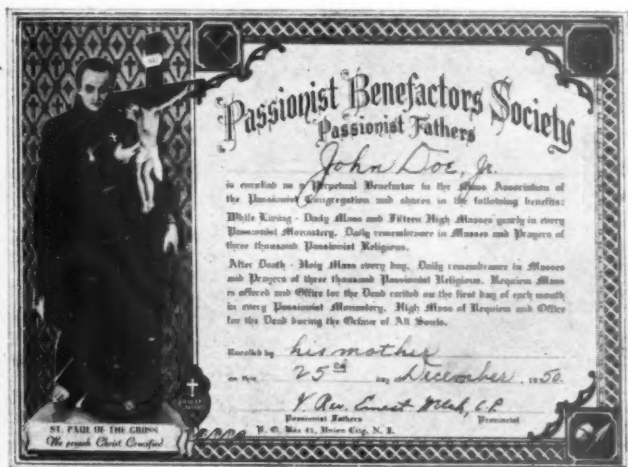 Passionist Benefactors Society
Passionist Fathers
John Doe, Jr.
is enrolled as a Perpetual Benefactor in the Mass Association of
the Passionist Congregation and shares in the following benefits:
While Living - Daily Mass and Fifteen High Masses yearly in every
Passionist Monastery. Daily remembrance in Masses and Prayers of
three thousand Passionist Religious.
After Death - Holy Mass every day. Daily remembrance in Masses
and Prayers of three thousand Passionist Religious. Requiem Mass
is offered and Office for the Dead recited on the first day of each month
in every Passionist Monastery. High Mass of Requiem and Office
for the Dead during the Octave of All Souls.
Enrolled by his mother
on this 25th day of December, 1950.
V. Rev. Ernest Welch, C.P.
Passionist Fathers Provincial
P. O. Box 41, Union City, N. J.
ST. PAUL OF THE CROSS
We preach Christ Crucified